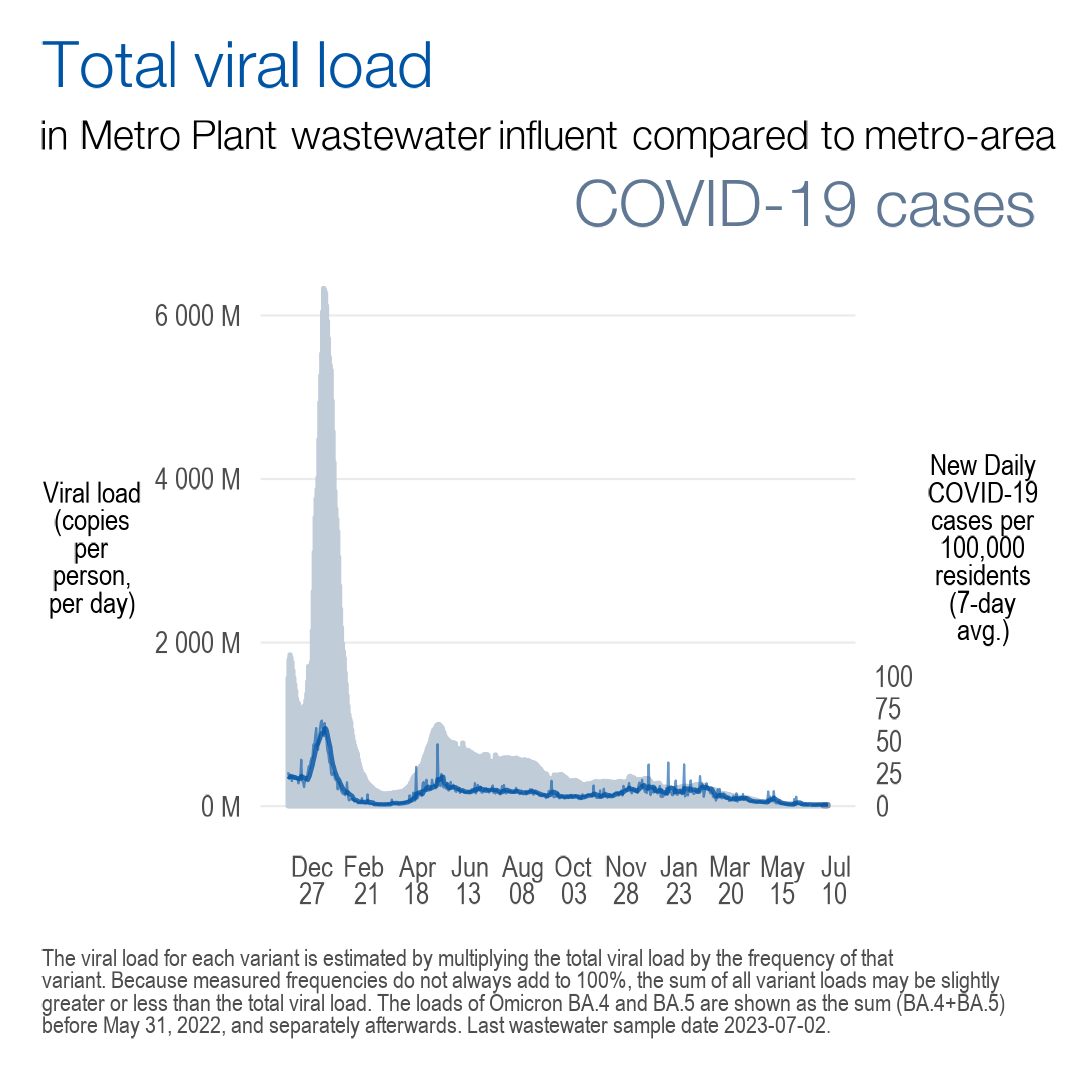 Total viral load
in Metro Plant wastewater influent compared to metro-area
COVID-19 cases
6 000 M
4 000 M
2 000 M
0 M
Viral load
(copies
per
person,
per day)
New Daily
COVID-19
cases per
100,000
residents
(7-day
avg.)
100
75
50
25
0
Dec Feb Apr Jun Aug Oct Nov Jan Mar May Jul
27 21 18 13 08 03 28 23 20 15 10
The viral load for each variant is estimated by multiplying the total viral load by the frequency of that
variant. Because measured frequencies do not always add to 100%, the sum of all variant loads may be slightly
greater or less than the total viral load. The loads of Omicron BA.4 and BA.5 are shown as the sum (BA.4+BA.5)
before May 31, 2022, and separately afterwards. Last wastewater sample date 2023-07-02.